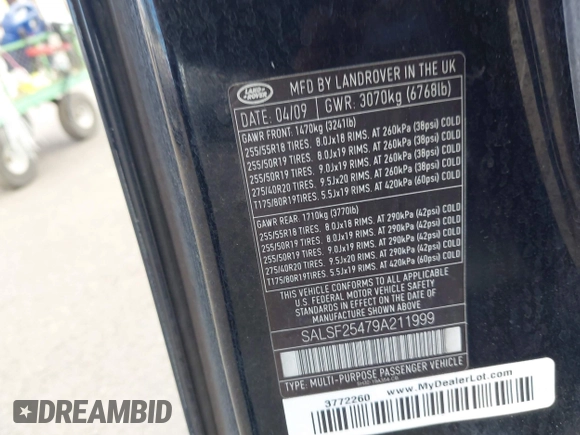 LAND ROVER
MFD BY LANDROVER IN THE UK
DATE: 04/09 GWR. 3070kg (6768lb)
GAWR FRONT: 1470kg (3241lb)
255/55R18 TIRES. 8.0Jx18 RIMS. AT 260kPa (38psi) COLD
255/50R19 TIRES. 8.0Jx19 RIMS. AT 260kPa (38psi) COLD
255/50R19 TIRES. 9.0Jx19 RIMS. AT 260kPa (38psi) COLD
275/40R20 TIRES. 9.5Jx20 RIMS. AT 260kPa (38psi) COLD
T175/80R19TIRES. 5.5Jx19 RIMS. AT 420kPa (60psi) COLD
GAWR REAR. 1710kg (3770lb)
255/55R18 TIRES. 8.0Jx18 RIMS. AT 290kPa (42psi) COLD
255/50R19 TIRES. 8.0Jx19 RIMS. AT 290kPa (42psi) COLD
255/50R19 TIRES. 9.0Jx19 RIMS. AT 290kPa (42psi) COLD
275/40R20 TIRES. 9.5Jx20 RIMS. AT 290kPa (42psi) COLD
T175/80R19TIRES. 5.5Jx19 RIMS. AT 420kPa (60psi) COLD
THIS VEHICLE CONFORMS TO ALL APPLICABLE
U.S. FEDERAL MOTOR VEHICLE SAFETY
STANDARDS IN EFFECT ON THE DATE OF
MANUFACTURE SHOWN ABOVE.
SALSF25479A211999
TYPE: MULTI-PURPOSE PASSENGER VEHICLE
3772260 www.MyDealerLot.com
DREAMBID